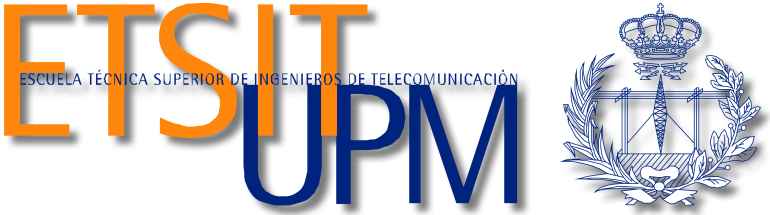 ETSIT
ESCUELA TÉCNICA SUPERIOR DE INGENIEROS DE TELECOMUNICACIÓN
UPM